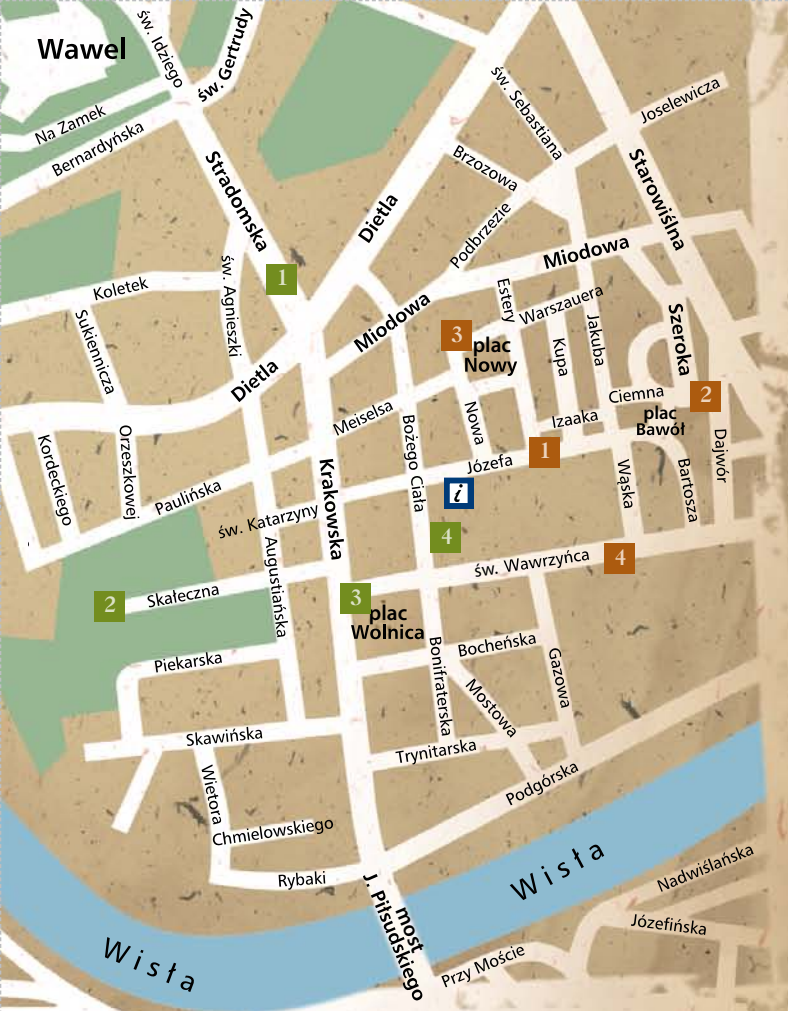 św. Idziego
św. Gertrudy
Wawel
Na Zamek
Bernardyńska
św. Sebastiana
Joselewicza
Stradomska
Brzozowa
Starowiślna
Dietla
Podbrzezie
Miodowa
św. Agnieszki
1
Koletek
Estery
Warszauera
Sukiennicza
Miodowa
3
plac
Nowy
Kupa
Jakuba
Szeroka
Dietla
Ciemna
2
Meiselsa
Nowa
Izaaka
plac
Bawół
Kordeckiego
Orzeszkowej
Bożego Ciała
Józefa
1
Dajwór
Paulińska
Krakowska
i
Wąska
Bartosza
św. Katarzyny
4
Augustiańska
św. Wawrzyńca
4
2
Skałeczna
3
plac
Wolnica
Piekarska
Bonifraterska
Bocheńska
Gazowa
Mostowa
Skawińska
Trynitarska
Wietora
Podgórska
Chmielowskiego
Rybaki
Wisła
Nadwiślańska
most
J. Piłsudskiego
Józefińska
Wisła
Przy Moście